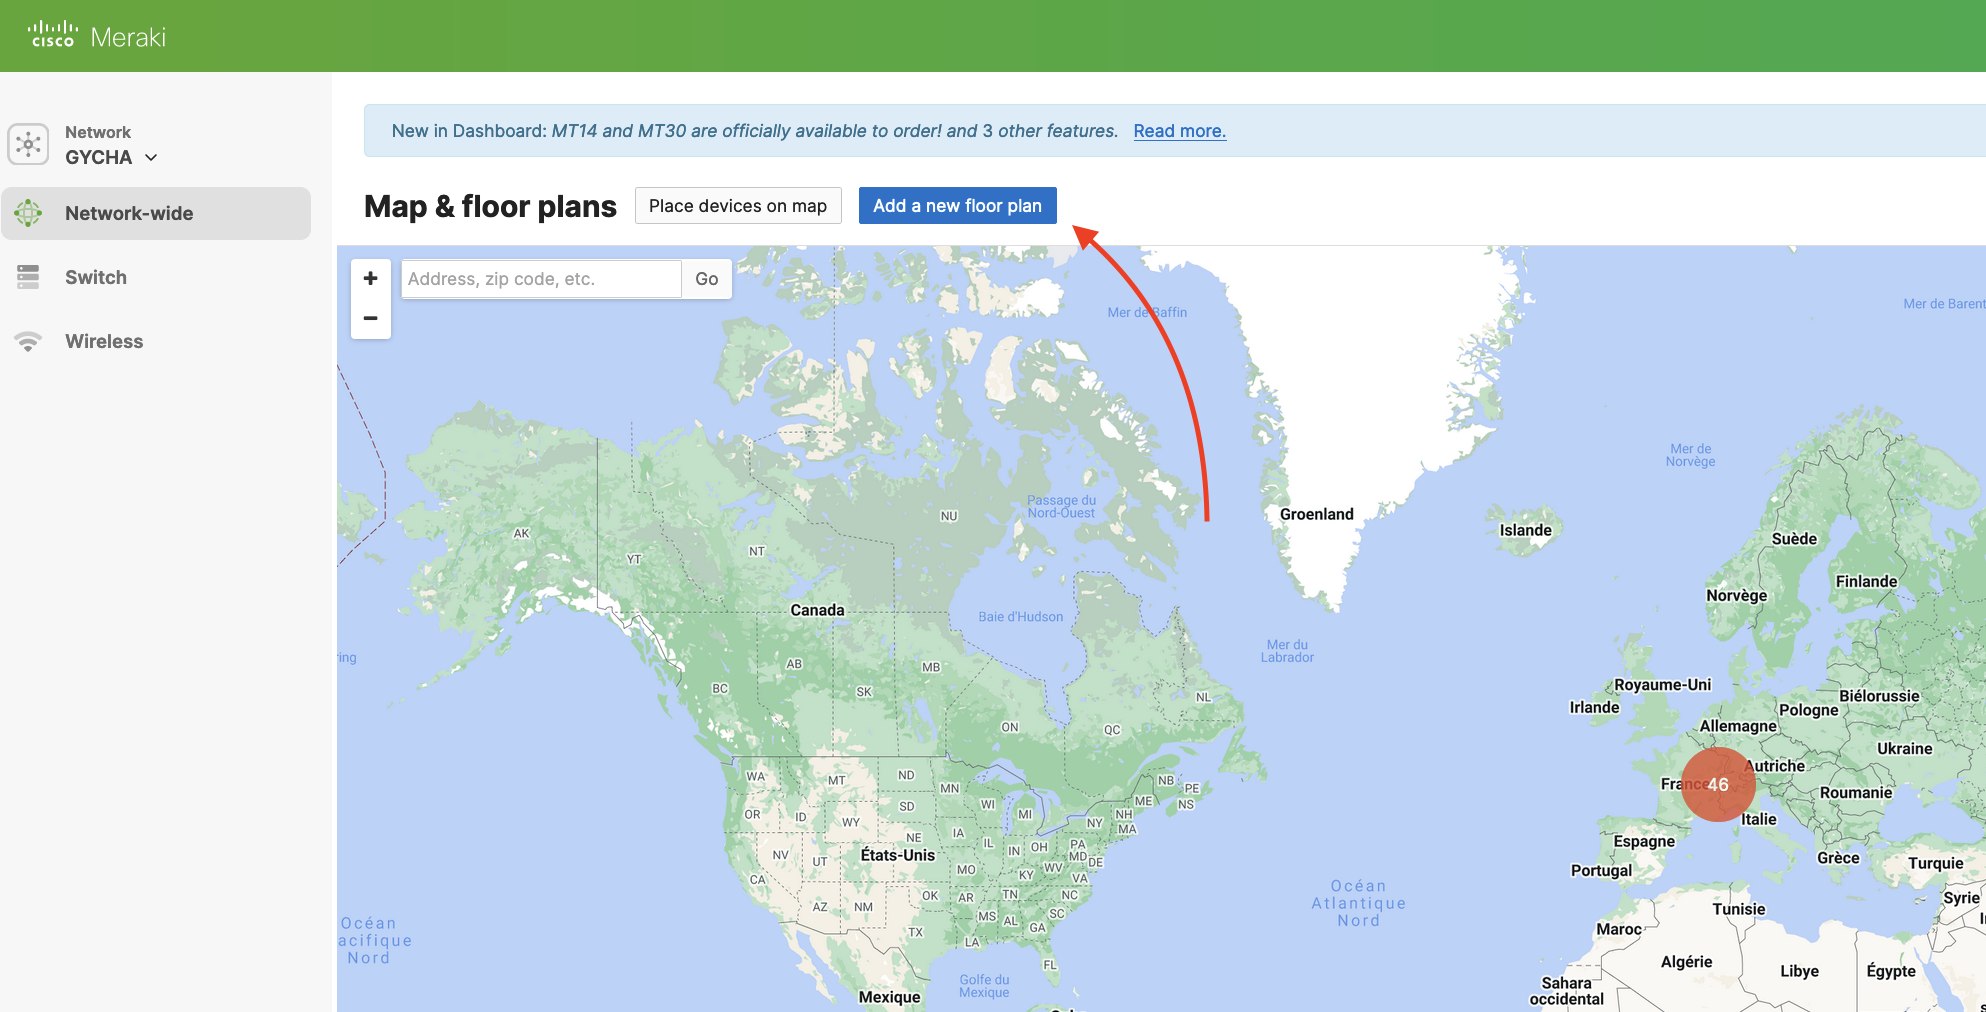 cisco Meraki
Network
GYCHA
Network-wide
Switch
Wireless
New in Dashboard: MT14 and MT30 are officially available to order! and 3 other features. Read more.
Map & floor plans
Place devices on map
Add a new floor plan
+
Address, zip code, etc.
Go
−
Mer de Baffin
Mer de Barent
Mer de
Norvège
Passage du
Nord-Ouest
NU
Groenland
Islande
AK
Suède
NT
YT
Finlande
Norvège
Canada
Baie d'Hudson
Mer du
Labrador
ring
AB
MB
BC
SK
NL
Royaume-Uni
Biélorussie
Irlande
Pologne
ON
QC
Allemagne
Ukraine
WA
MT
ND
MN
NB
PE
Autriche
France
46
Roumanie
OR
ID
WY
SD
WI
MI
ME
NS
NY
NH
MA
Italie
NE
IA
Espagne
NV
UT
États-Unis
IL
IN
OH
PA
MD
DE
Grèce
Turquie
CA
MO
KY
WV
VA
Portugal
AZ
NM
OK
AR
TN
NC
Océan
Atlantique
Nord
Syrie
TX
MS
AL
GA
SC
Tunisie
LA
Maroc
Océan
acifique
Nord
FL
Algérie
Libye
Égypte
Golfe du
Mexique
Mexique
Sahara
occidental